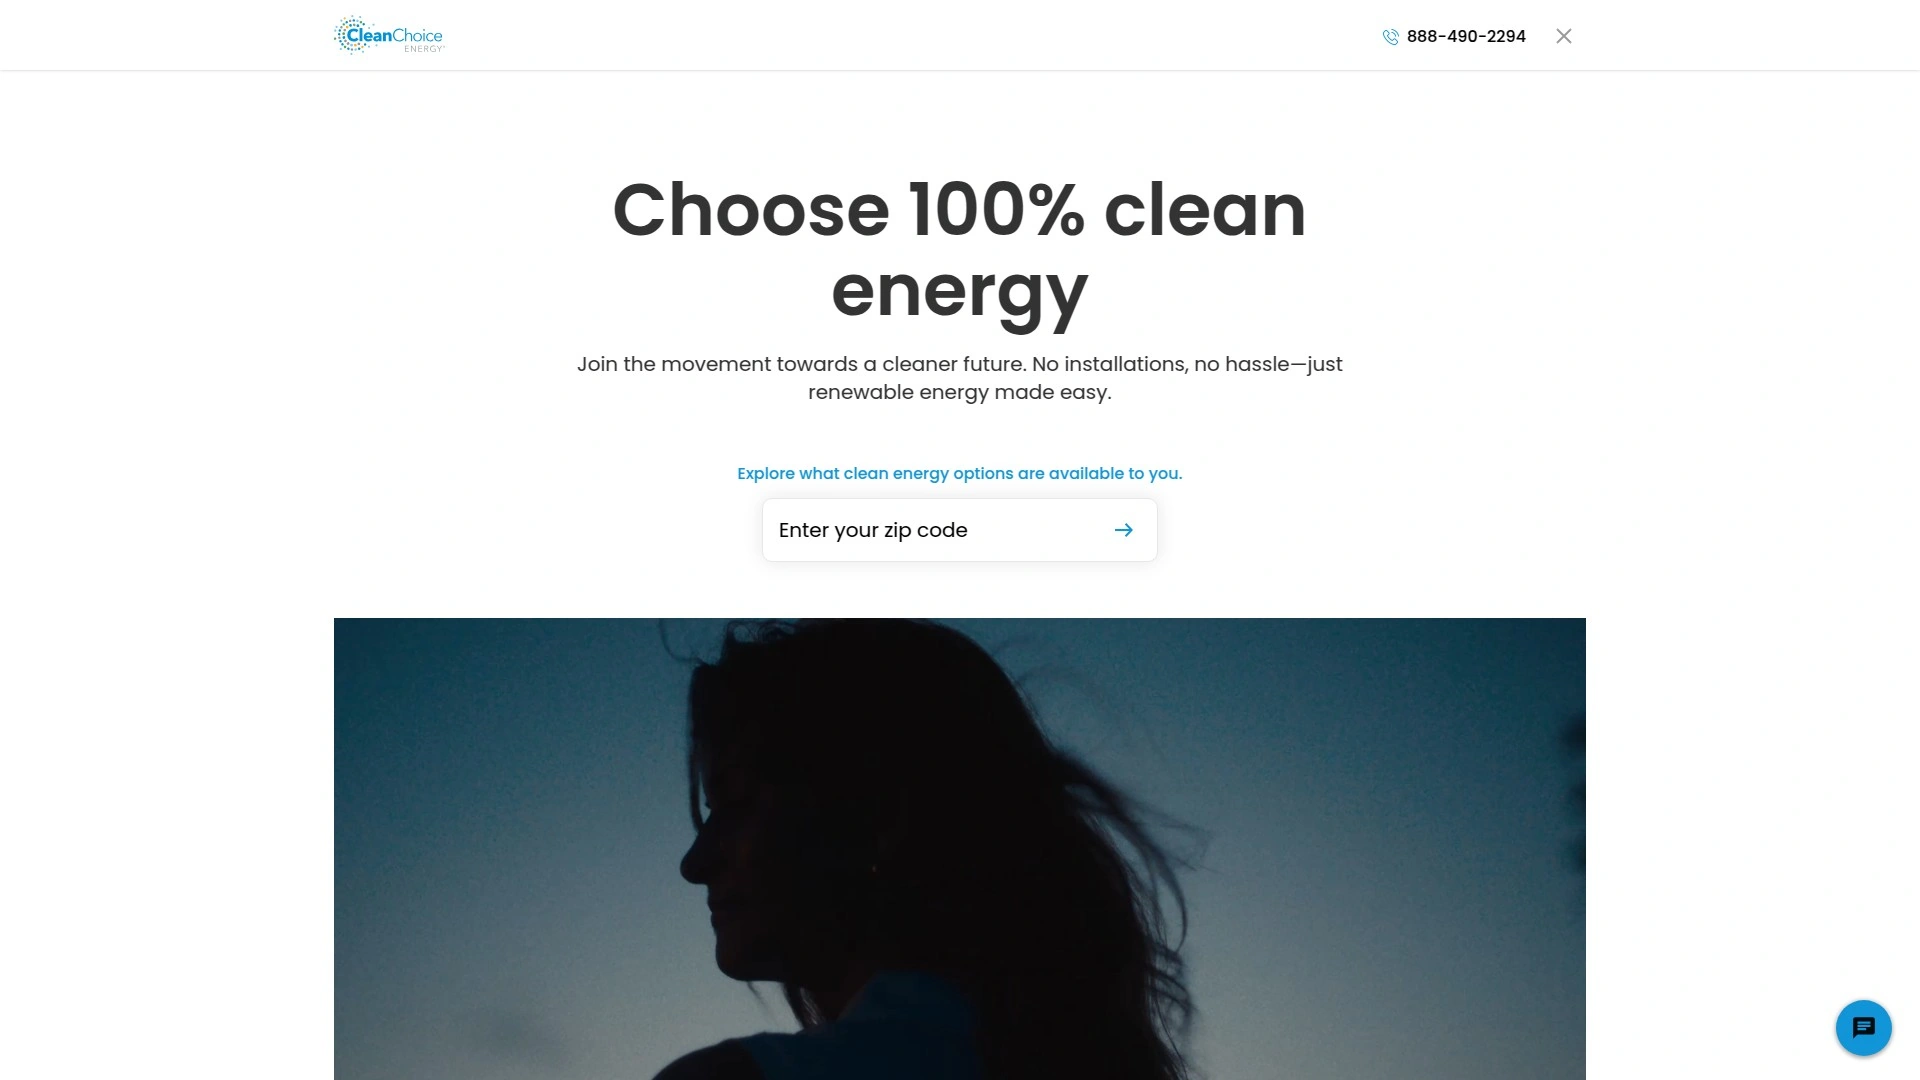 CleanChoice
ENERGY
888-490-2294
Choose 100% clean
energy
Join the movement towards a cleaner future. No installations, no hassle—just
renewable energy made easy.
Explore what clean energy options are available to you.
Enter your zip code